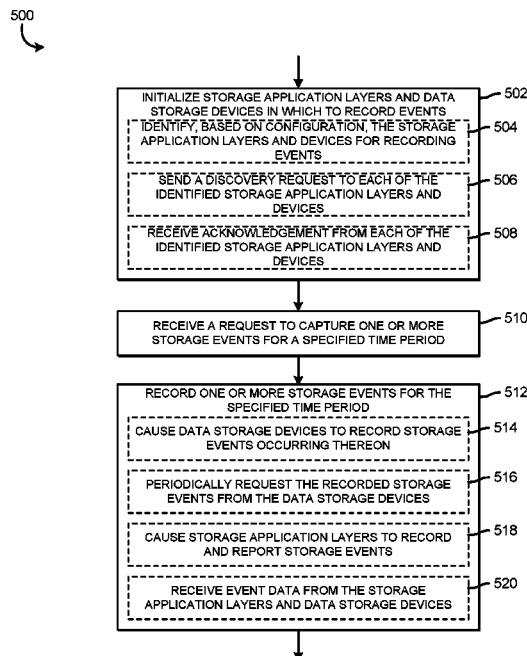 500
INITIALIZE STORAGE APPLICATION LAYERS AND DATA
STORAGE DEVICES IN WHICH TO RECORD EVENTS
502
IDENTIFY, BASED ON CONFIGURATION, THE STORAGE
APPLICATION LAYERS AND DEVICES FOR RECORDING
EVENTS
504
SEND A DISCOVERY REQUEST TO EACH OF THE
IDENTIFIED STORAGE APPLICATION LAYERS AND
DEVICES
506
RECEIVE ACKNOWLEDGEMENT FROM EACH OF THE
IDENTIFIED STORAGE APPLICATION LAYERS AND
DEVICES
508
RECEIVE A REQUEST TO CAPTURE ONE OR MORE
STORAGE EVENTS FOR A SPECIFIED TIME PERIOD
510
RECORD ONE OR MORE STORAGE EVENTS FOR THE
SPECIFIED TIME PERIOD
512
CAUSE DATA STORAGE DEVICES TO RECORD STORAGE
EVENTS OCCURRING THEREON
514
PERIODICALLY REQUEST THE RECORDED STORAGE
EVENTS FROM THE DATA STORAGE DEVICES
516
CAUSE STORAGE APPLICATION LAYERS TO RECORD
AND REPORT STORAGE EVENTS
518
RECEIVE EVENT DATA FROM THE STORAGE
APPLICATION LAYERS AND DATA STORAGE DEVICES
520